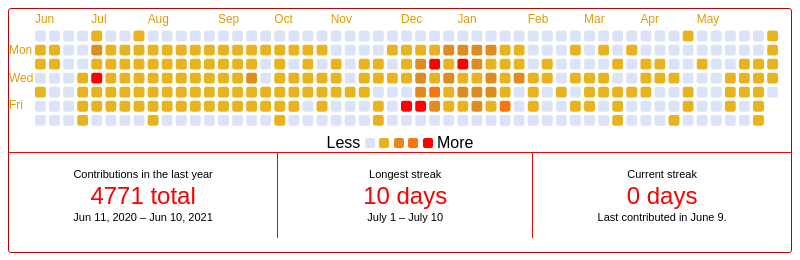 Jun Jul Aug Sep Oct Nov Dec Jan Feb Mar Apr May
Mon
Wed
Fri
Less More
Contributions in the last year
4771 total
Jun 11, 2020 – Jun 10, 2021
Longest streak
10 days
July 1 – July 10
Current streak
0 days
Last contributed in June 9.